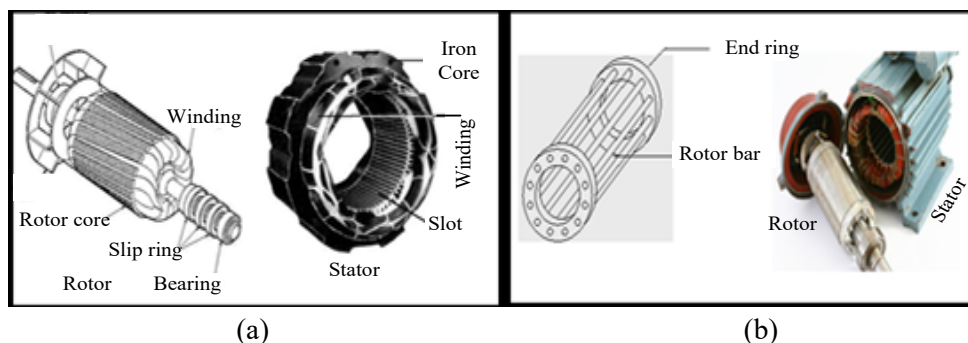 Iron
Core
Winding
Winding
Rotor core
Slip ring
Slot
Rotor
Bearing
Stator
(a)
End ring
Rotor bar
Rotor
Stator
(b)